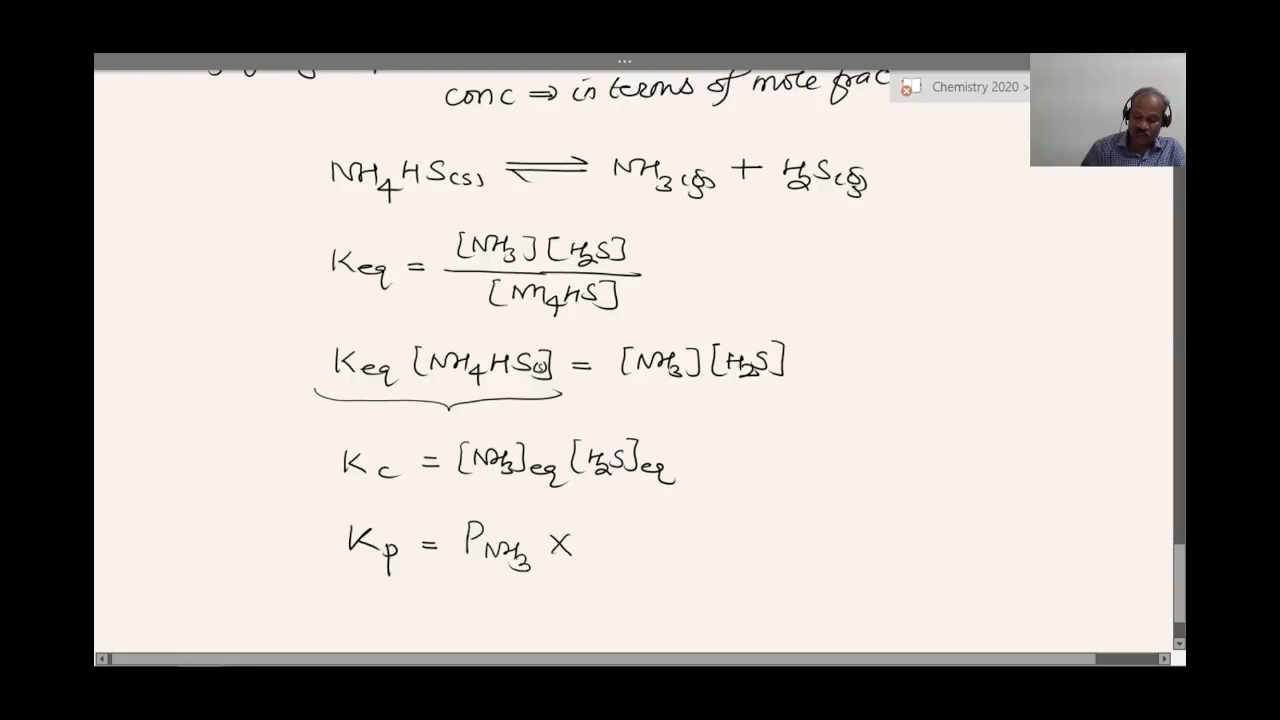 conc ⇒ in terms of mole frac
Chemistry 2020 >
NH₄HS(s) ⇌ NH₃(g) + H₂S(g)
Keq = [NH₃][H₂S] / [NH₄HS]
Keq [NH₄HS(s)] = [NH₃][H₂S]
Kc = [NH₃]eq [H₂S]eq
Kp = P NH₃ ×